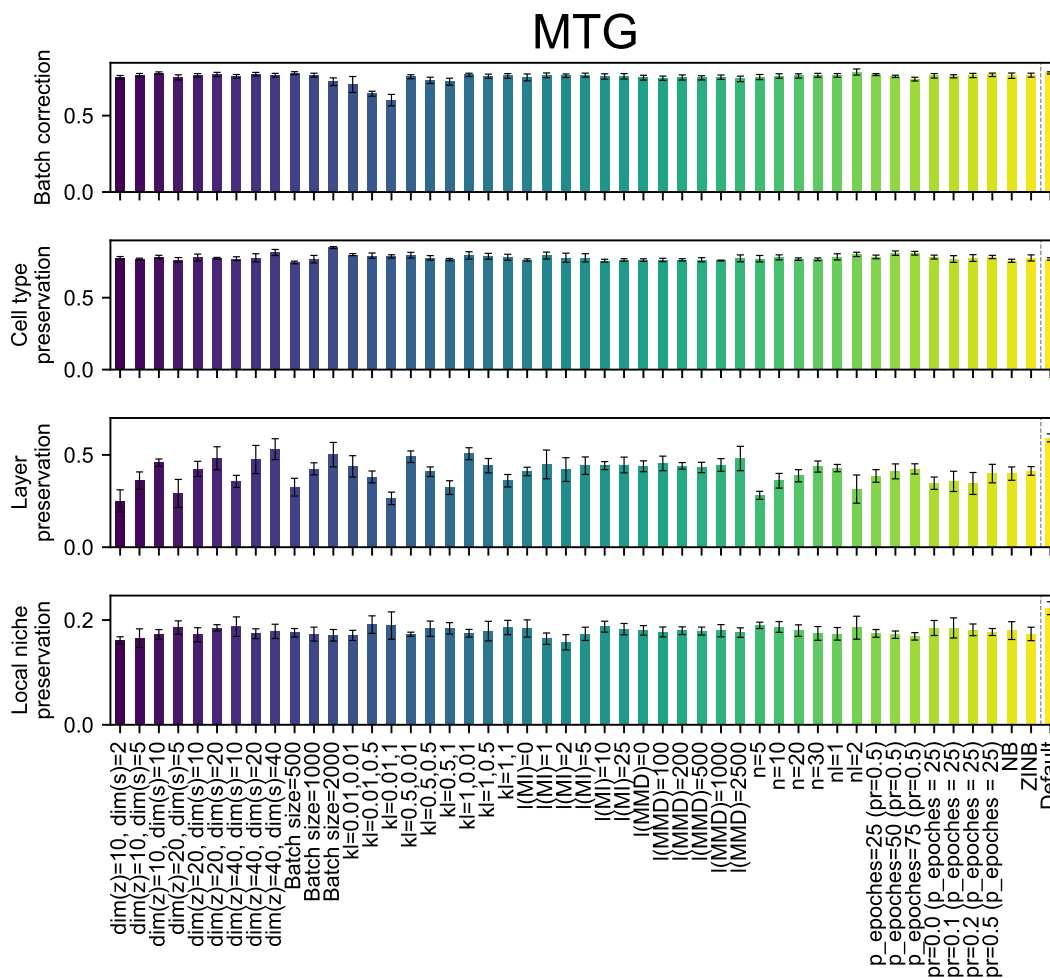 MTG
Batch correction
0.5
0.0
Cell type
preservation
0.5
0.0
Layer
preservation
0.5
0.0
Local niche
preservation
0.2
0.0
dim(z)=10, dim(s)=2
dim(z)=10, dim(s)=5
dim(z)=10, dim(s)=10
dim(z)=20, dim(s)=5
dim(z)=20, dim(s)=10
dim(z)=20, dim(s)=20
dim(z)=40, dim(s)=10
dim(z)=40, dim(s)=20
dim(z)=40, dim(s)=40
Batch size=500
Batch size=1000
Batch size=2000
kl=0.01,0.01
kl=0.01,0.5
kl=0.01,1
kl=0.5,0.01
kl=0.5,0.5
kl=0.5,1
kl=1,0.01
kl=1,0.5
kl=1,1
l(MI)=0
l(MI)=1
l(MI)=2
l(MI)=5
l(MI)=10
l(MI)=25
l(MMD)=0
l(MMD)=100
l(MMD)=200
l(MMD)=500
l(MMD)=1000
l(MMD)=2500
n=5
n=10
n=20
n=30
nl=1
nl=2
p_epoches=25 (pr=0.5)
p_epoches=50 (pr=0.5)
p_epoches=75 (pr=0.5)
pr=0.0 (p_epoches = 25)
pr=0.1 (p_epoches = 25)
pr=0.2 (p_epoches = 25)
pr=0.5 (p_epoches = 25)
NB
ZINB
Default